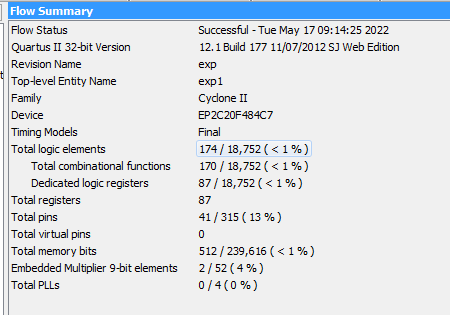 Flow Summary
Flow Status Successful - Tue May 17 09:14:25 2022
Quartus II 32-bit Version 12.1 Build 177 11/07/2012 SJ Web Edition
Revision Name exp
Top-level Entity Name exp1
Family Cyclone II
Device EP2C20F484C7
Timing Models Final
Total logic elements 174 / 18,752 ( < 1 % )
Total combinational functions 170 / 18,752 ( < 1 % )
Dedicated logic registers 87 / 18,752 ( < 1 % )
Total registers 87
Total pins 41 / 315 ( 13 % )
Total virtual pins 0
Total memory bits 512 / 239,616 ( < 1 % )
Embedded Multiplier 9-bit elements 2 / 52 ( 4 % )
Total PLLs 0 / 4 ( 0 % )